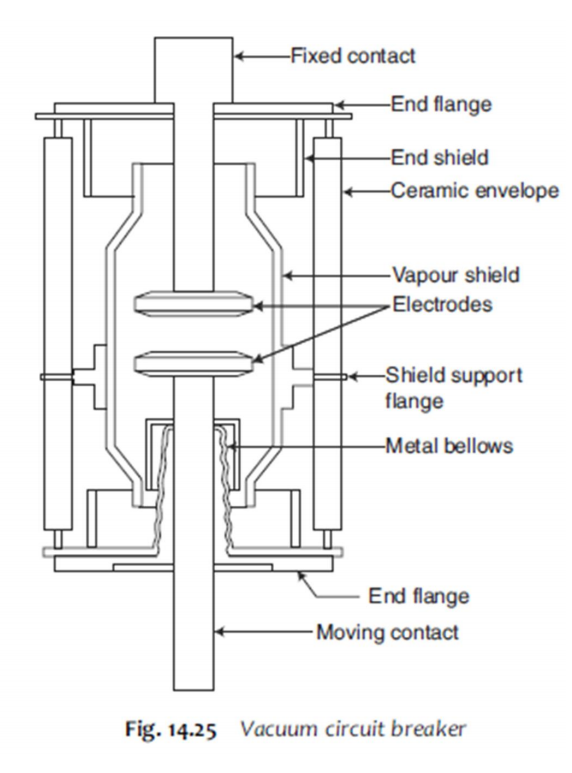 Fixed contact
End flange
End shield
Ceramic envelope
Vapour shield
Electrodes
Shield support
flange
Metal bellows
End flange
Moving contact
Fig. 14.25 Vacuum circuit breaker